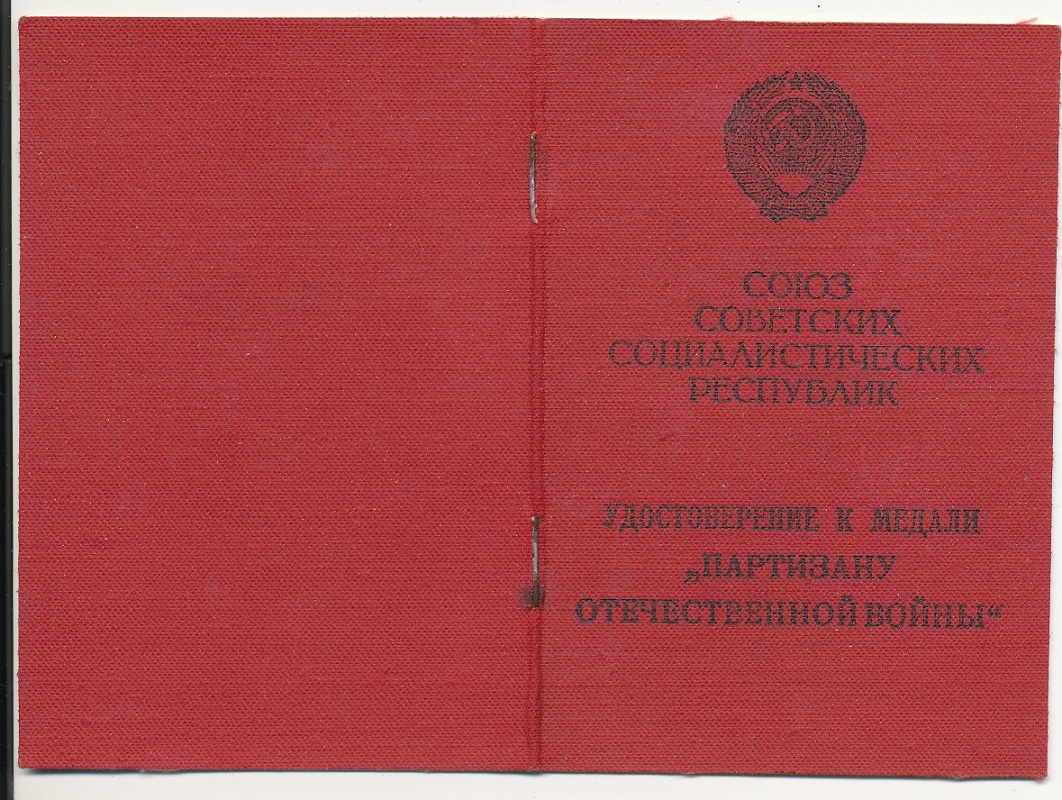 СОЮЗ
СОВЕТСКИХ
СОЦИАЛИСТИЧЕСКИХ
РЕСПУБЛИК
УДОСТОВЕРЕНИЕ К МЕДАЛИ
„ПАРТИЗАНУ
ОТЕЧЕСТВЕННОЙ ВОЙНЫ“